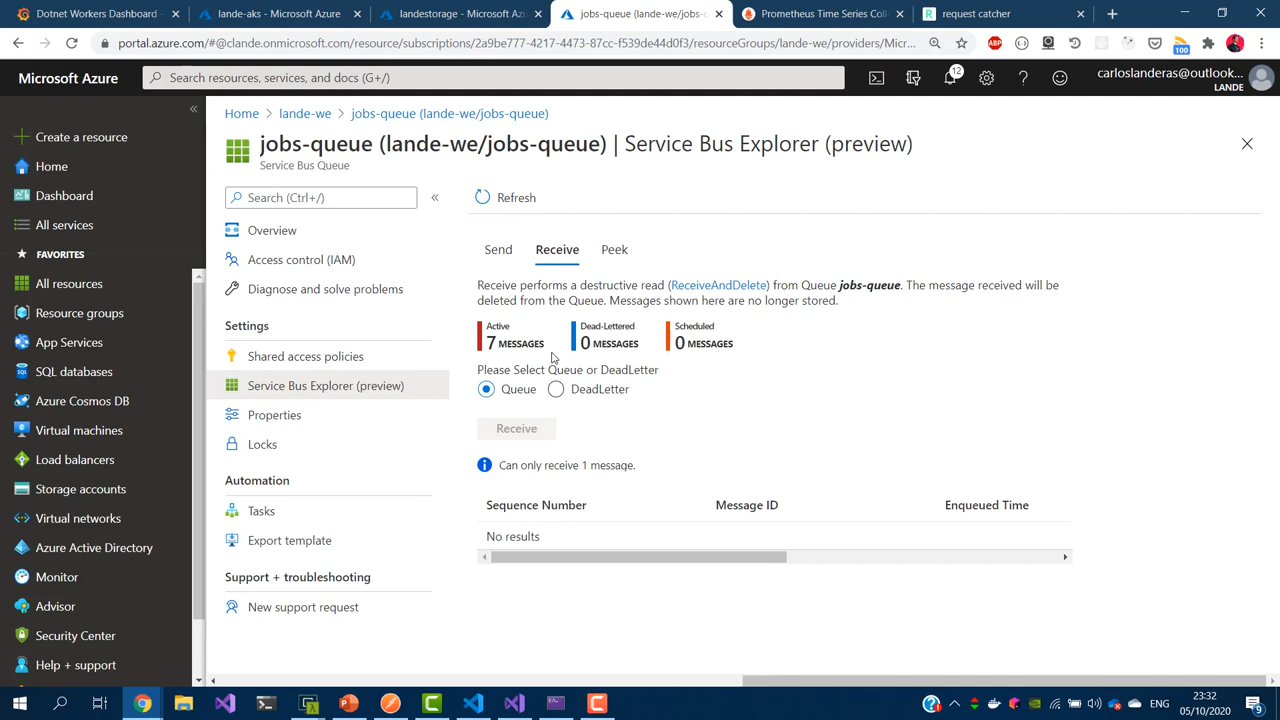 Dotnet Workers Dashboard -
lande-aks - Microsoft Azure
landestorage - Microsoft Azure
jobs-queue (lande-we/jobs-
Prometheus Time Series Coll
request catcher
portal.azure.com/#@clande.onmicrosoft.com/resource/subscriptions/2a9be777-4217-4473-87cc-f539de44d0f3/resourceGroups/lande-we/providers/Micr...
100
Microsoft Azure
Search resources, services, and docs (G+/)
12
carloslanderas@outlook...
LANDE
Create a resource
Home
Dashboard
All services
FAVORITES
All resources
Resource groups
App Services
SQL databases
Azure Cosmos DB
Virtual machines
Load balancers
Storage accounts
Virtual networks
Azure Active Directory
Monitor
Advisor
Security Center
Help + support
Home > lande-we > jobs-queue (lande-we/jobs-queue)
jobs-queue (lande-we/jobs-queue) | Service Bus Explorer (preview)
Service Bus Queue
Search (Ctrl+/)
Overview
Access control (IAM)
Diagnose and solve problems
Settings
Shared access policies
Service Bus Explorer (preview)
Properties
Locks
Automation
Tasks
Export template
Support + troubleshooting
New support request
Refresh
Send Receive Peek
Receive performs a destructive read (ReceiveAndDelete) from Queue jobs-queue. The message received will be
deleted from the Queue. Messages shown here are no longer stored.
Active
7 MESSAGES
Dead-Lettered
0 MESSAGES
Scheduled
0 MESSAGES
Please Select Queue or DeadLetter
Queue DeadLetter
Receive
Can only receive 1 message.
Sequence Number Message ID Enqueued Time
No results
ENG
23:32
05/10/2020
9